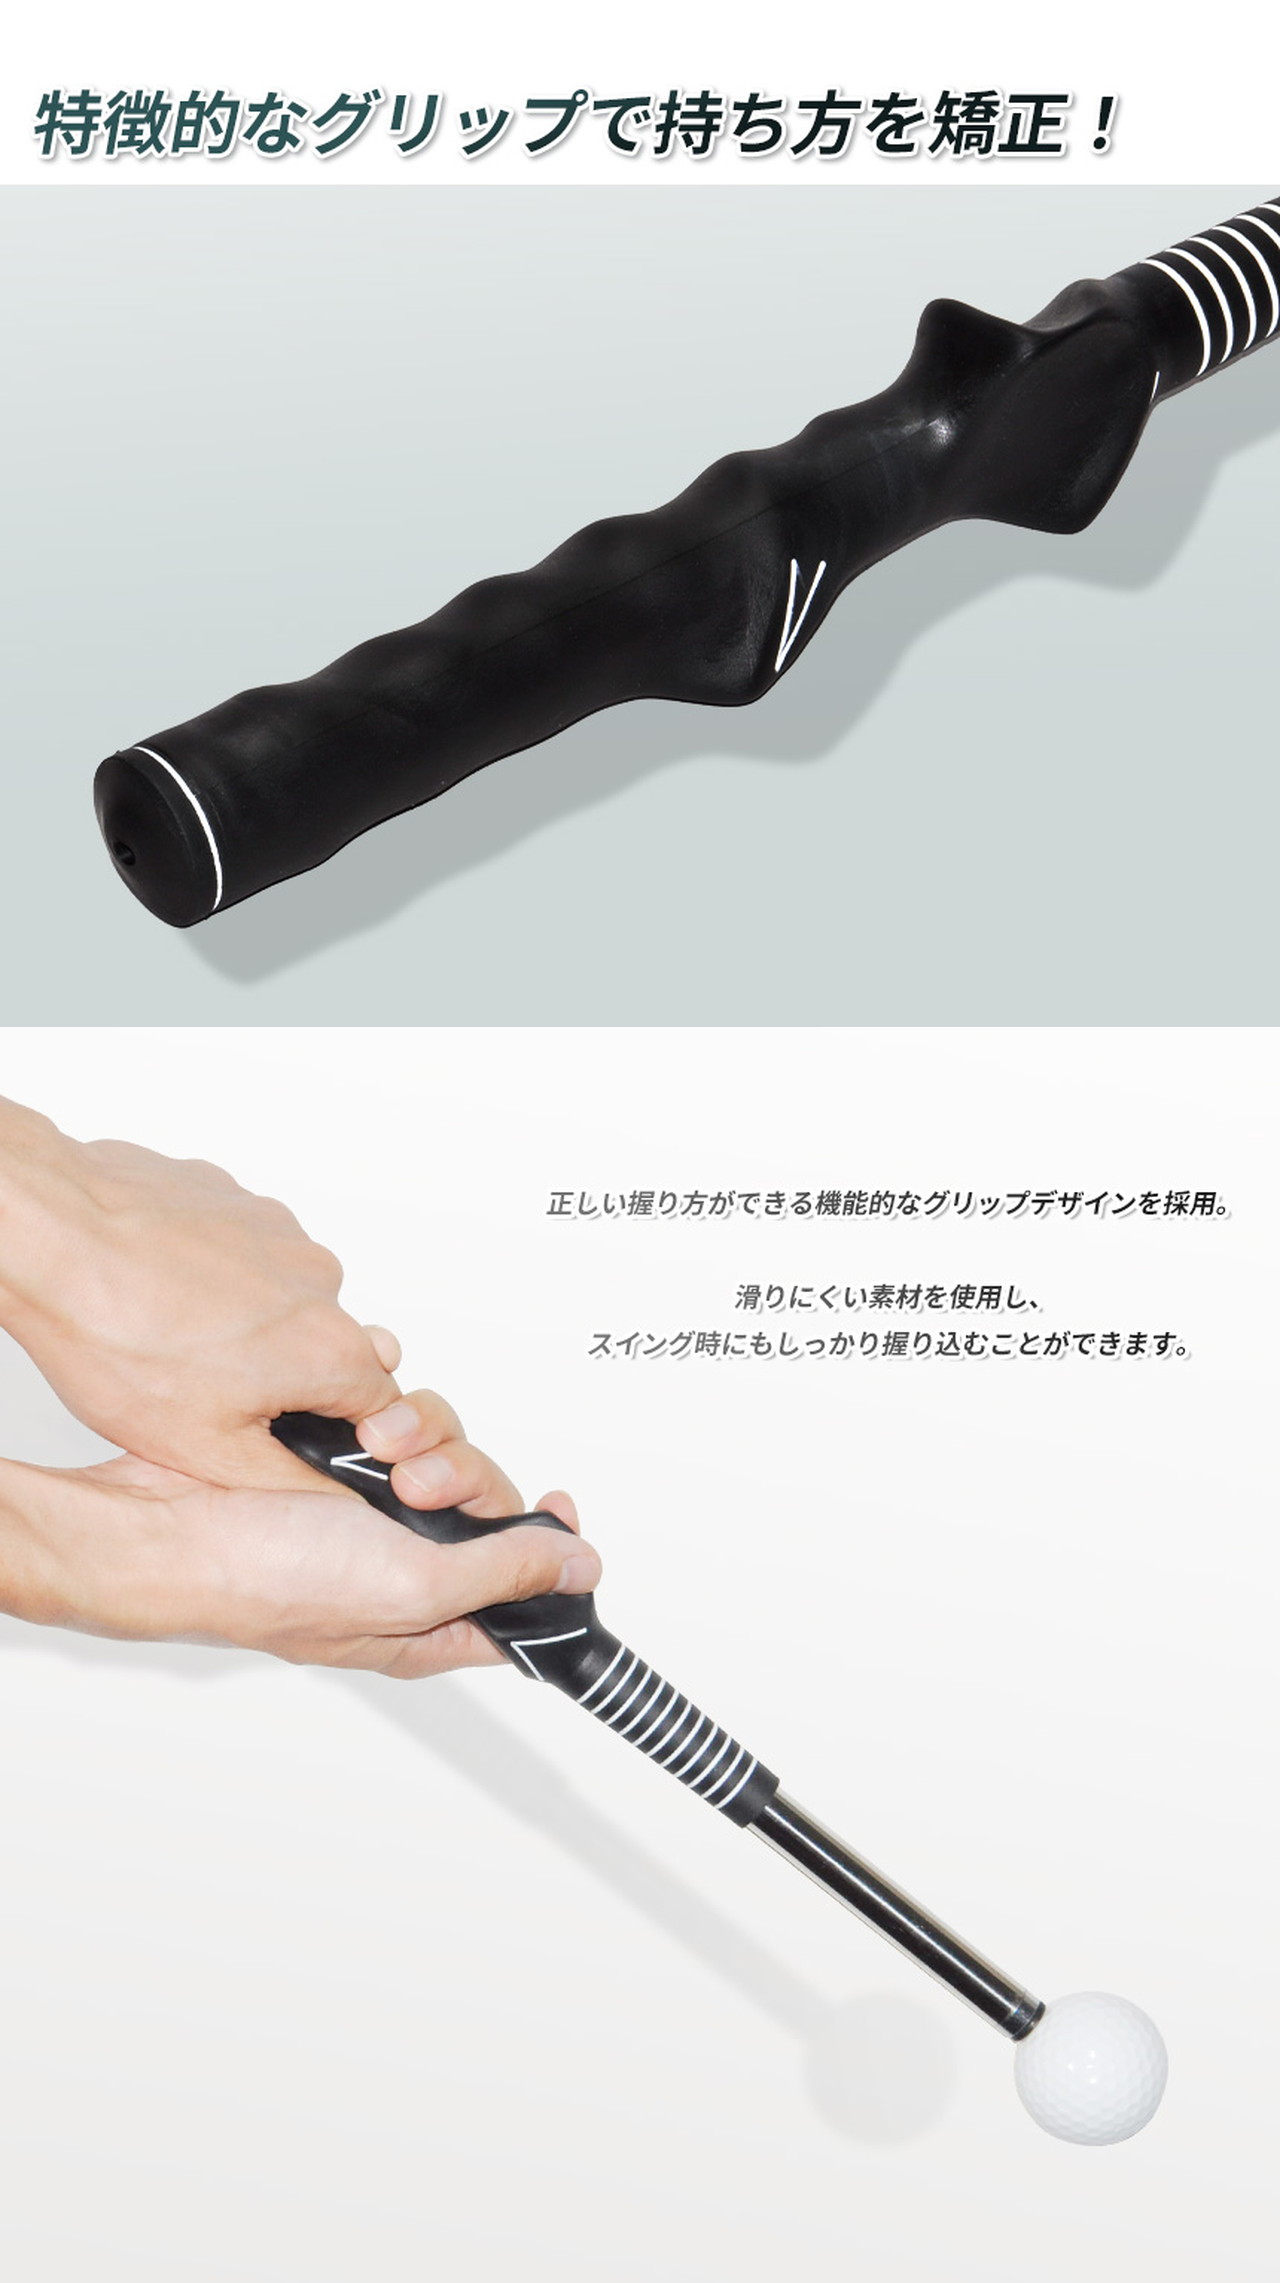 特徴的なグリップで持ち方を矯正！
正しい握り方ができる機能的なグリップデザインを採用。
滑りにくい素材を使用し、
スイング時にもしっかり握り込むことができます。